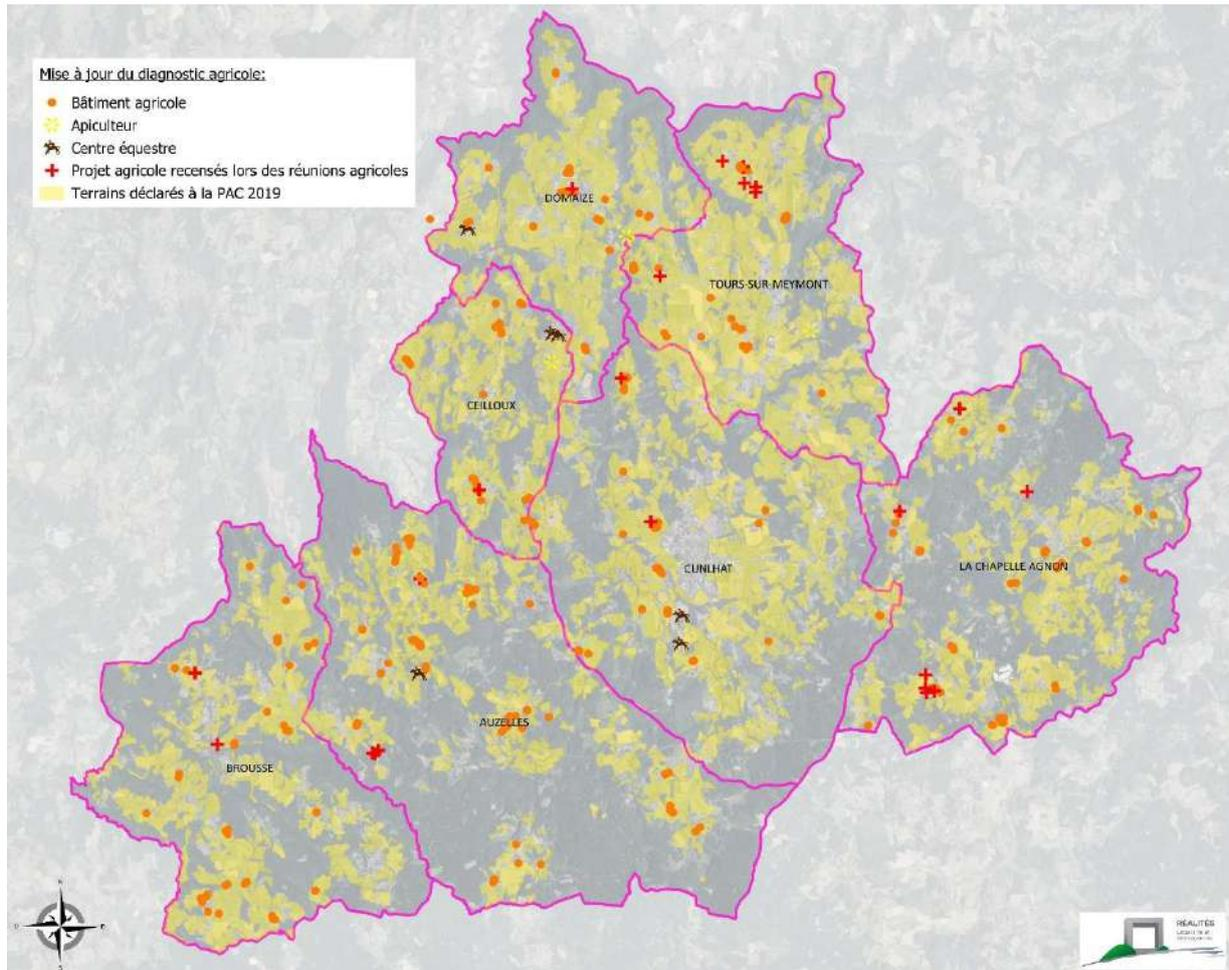 Mise à jour du diagnostic agricole:
Bâtiment agricole
Apiculteur
Centre équestre
Projet agricole recensés lors des réunions agricoles
Terrains déclarés à la PAC 2019
DOMAIZE
TOURS-SUR-MEYMONT
CEILLOUX
CUNLHAT
LA CHAPELLE AGNON
AUZELLES
BROUSSE
RÉALITÉS